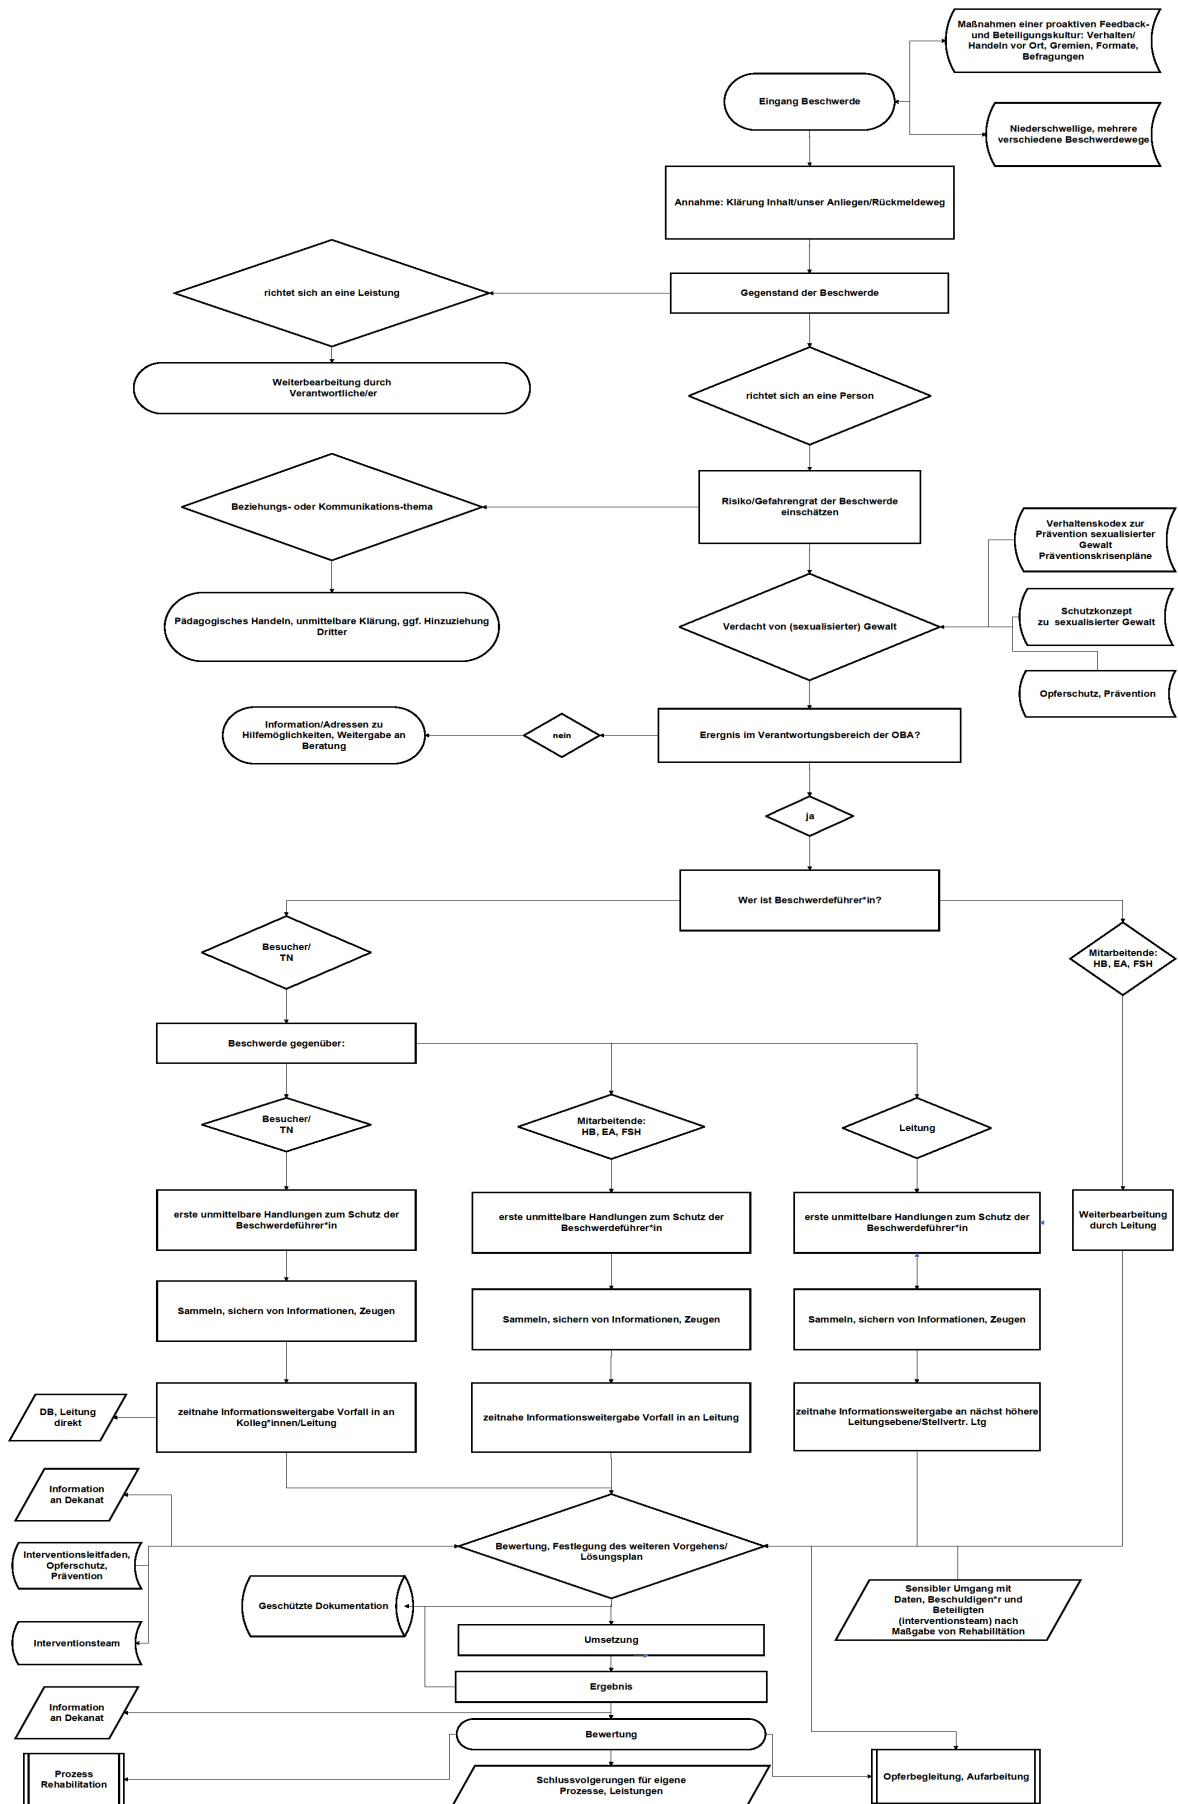 Maßnahmen einer proaktiven Feedback-
und Beteiligungskultur: Verhalten/
Handeln vor Ort, Gremien, Formate,
Befragungen
Eingang Beschwerde
Niederschwellige, mehrere
verschiedene Beschwerdewege
Annahme: Klärung Inhalt/unser Anliegen/Rückmeldeweg
richtet sich an eine Leistung
Gegenstand der Beschwerde
Weiterbearbeitung durch
Verantwortliche/er
richtet sich an eine Person
Beziehungs- oder Kommunikations-thema
Risiko/Gefahrengrat der Beschwerde
einschätzen
Verhaltenskodex zur
Prävention sexualisierter
Gewalt
Präventionskrisenpläne
Pädagogisches Handeln, unmittelbare Klärung, ggf. Hinzuziehung
Dritter
Verdacht von (sexualisierter) Gewalt
Schutzkonzept
zu  sexualisierter Gewalt
Opferschutz, Prävention
Information/Adressen zu
Hilfemöglichkeiten, Weitergabe an
Beratung
nein
Erergnis im Verantwortungsbereich der OBA?
ja
Wer ist Beschwerdeführer*in?
Besucher/
TN
Mitarbeitende:
HB, EA, FSH
Beschwerde gegenüber:
Besucher/
TN
Mitarbeitende:
HB, EA, FSH
Leitung
erste unmittelbare Handlungen zum Schutz der
Beschwerdeführer*in
erste unmittelbare Handlungen zum Schutz der
Beschwerdeführer*in
erste unmittelbare Handlungen zum Schutz der
Beschwerdeführer*in
Weiterbearbeitung
durch Leitung
Sammeln, sichern von Informationen, Zeugen
Sammeln, sichern von Informationen, Zeugen
Sammeln, sichern von Informationen, Zeugen
DB, Leitung
direkt
zeitnahe Informationsweitergabe Vorfall in an
Kolleg*innen/Leitung
zeitnahe Informationsweitergabe Vorfall in an Leitung
zeitnahe Informationsweitergabe an nächst höhere
Leitungsebene/Stellvertr. Ltg
Information
an Dekanat
Interventionsleitfaden,
Opferschutz,
Prävention
Bewertung, Festlegung des weiteren Vorgehens/
Lösungsplan
Interventionsteam
Geschützte Dokumentation
Sensibler Umgang mit
Daten, Beschuldigen*r und
Beteiligten
(interventionsteam) nach
Maßgabe von Rehabilitation
Umsetzung
Ergebnis
Information
an Dekanat
Bewertung
Prozess
Rehabilitation
Schlussvolgerungen für eigene
Prozesse, Leistungen
Opferbegleitung, Aufarbeitung